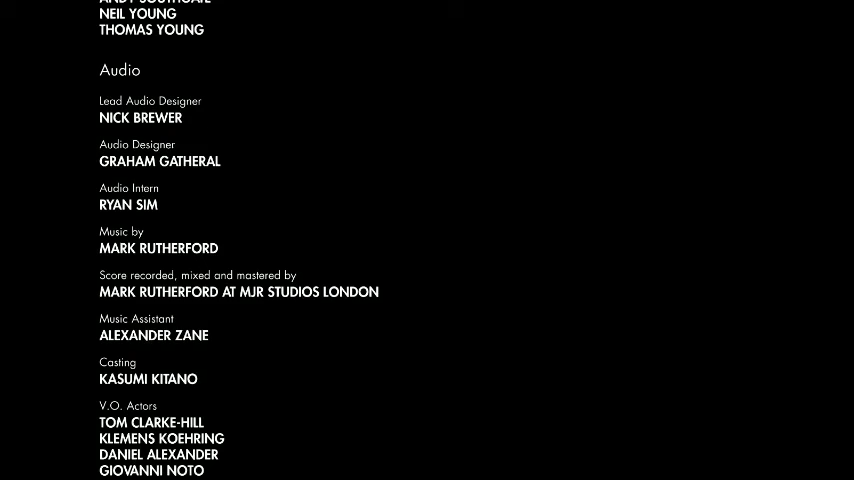 ANDY SOUTHGATE
NEIL YOUNG
THOMAS YOUNG
Audio
Lead Audio Designer
NICK BREWER
Audio Designer
GRAHAM GATHERAL
Audio Intern
RYAN SIM
Music by
MARK RUTHERFORD
Score recorded, mixed and mastered by
MARK RUTHERFORD AT MJR STUDIOS LONDON
Music Assistant
ALEXANDER ZANE
Casting
KASUMI KITANO
V.O. Actors
TOM CLARKE-HILL
KLEMENS KOEHRING
DANIEL ALEXANDER
GIOVANNI NOTO